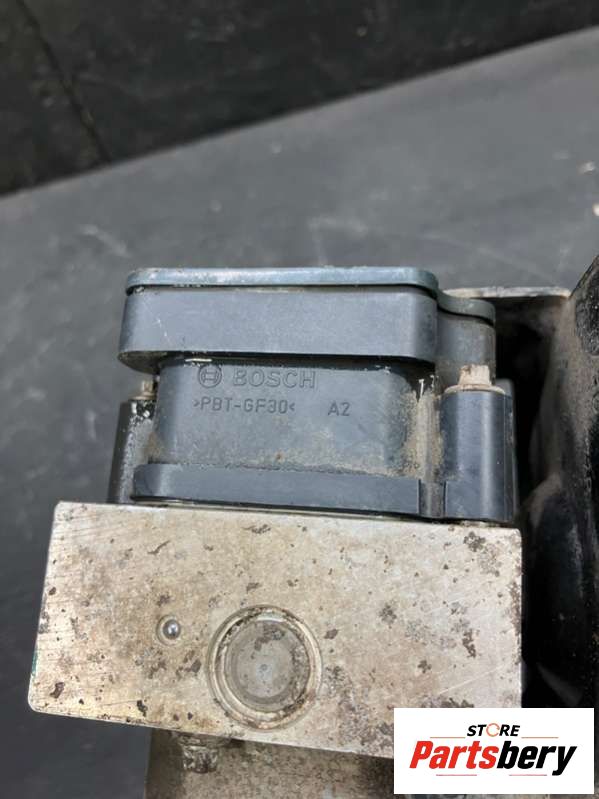 BOSCH
>PBT-GF30< A2
STORE
Partsbery